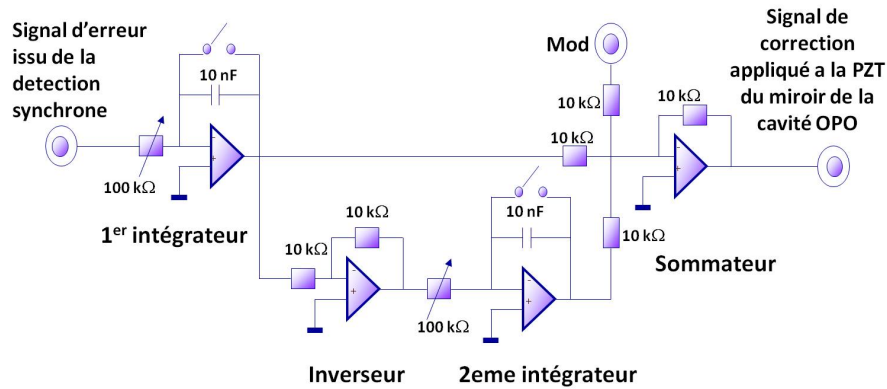 Signal d'erreur
issu de la
detection
synchrone
10 nF
100 kΩ
1er intégrateur
Mod
10 kΩ
10 kΩ
Signal de
correction
appliqué a la PZT
du miroir de la
cavité OPO
10 kΩ
10 kΩ
10 kΩ
100 kΩ
10 nF
10 kΩ
Sommateur
Inverseur
2eme intégrateur
-
+
-
+
-
+
-
+